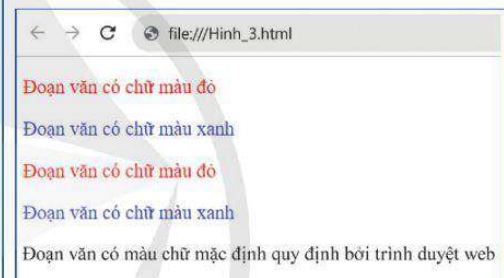 file:///Hinh_3.html
Đoạn văn có chữ màu đỏ
Đoạn văn có chữ màu xanh
Đoạn văn có chữ màu đỏ
Đoạn văn có chữ màu xanh
Đoạn văn có màu chữ mặc định quy định bởi trình duyệt web